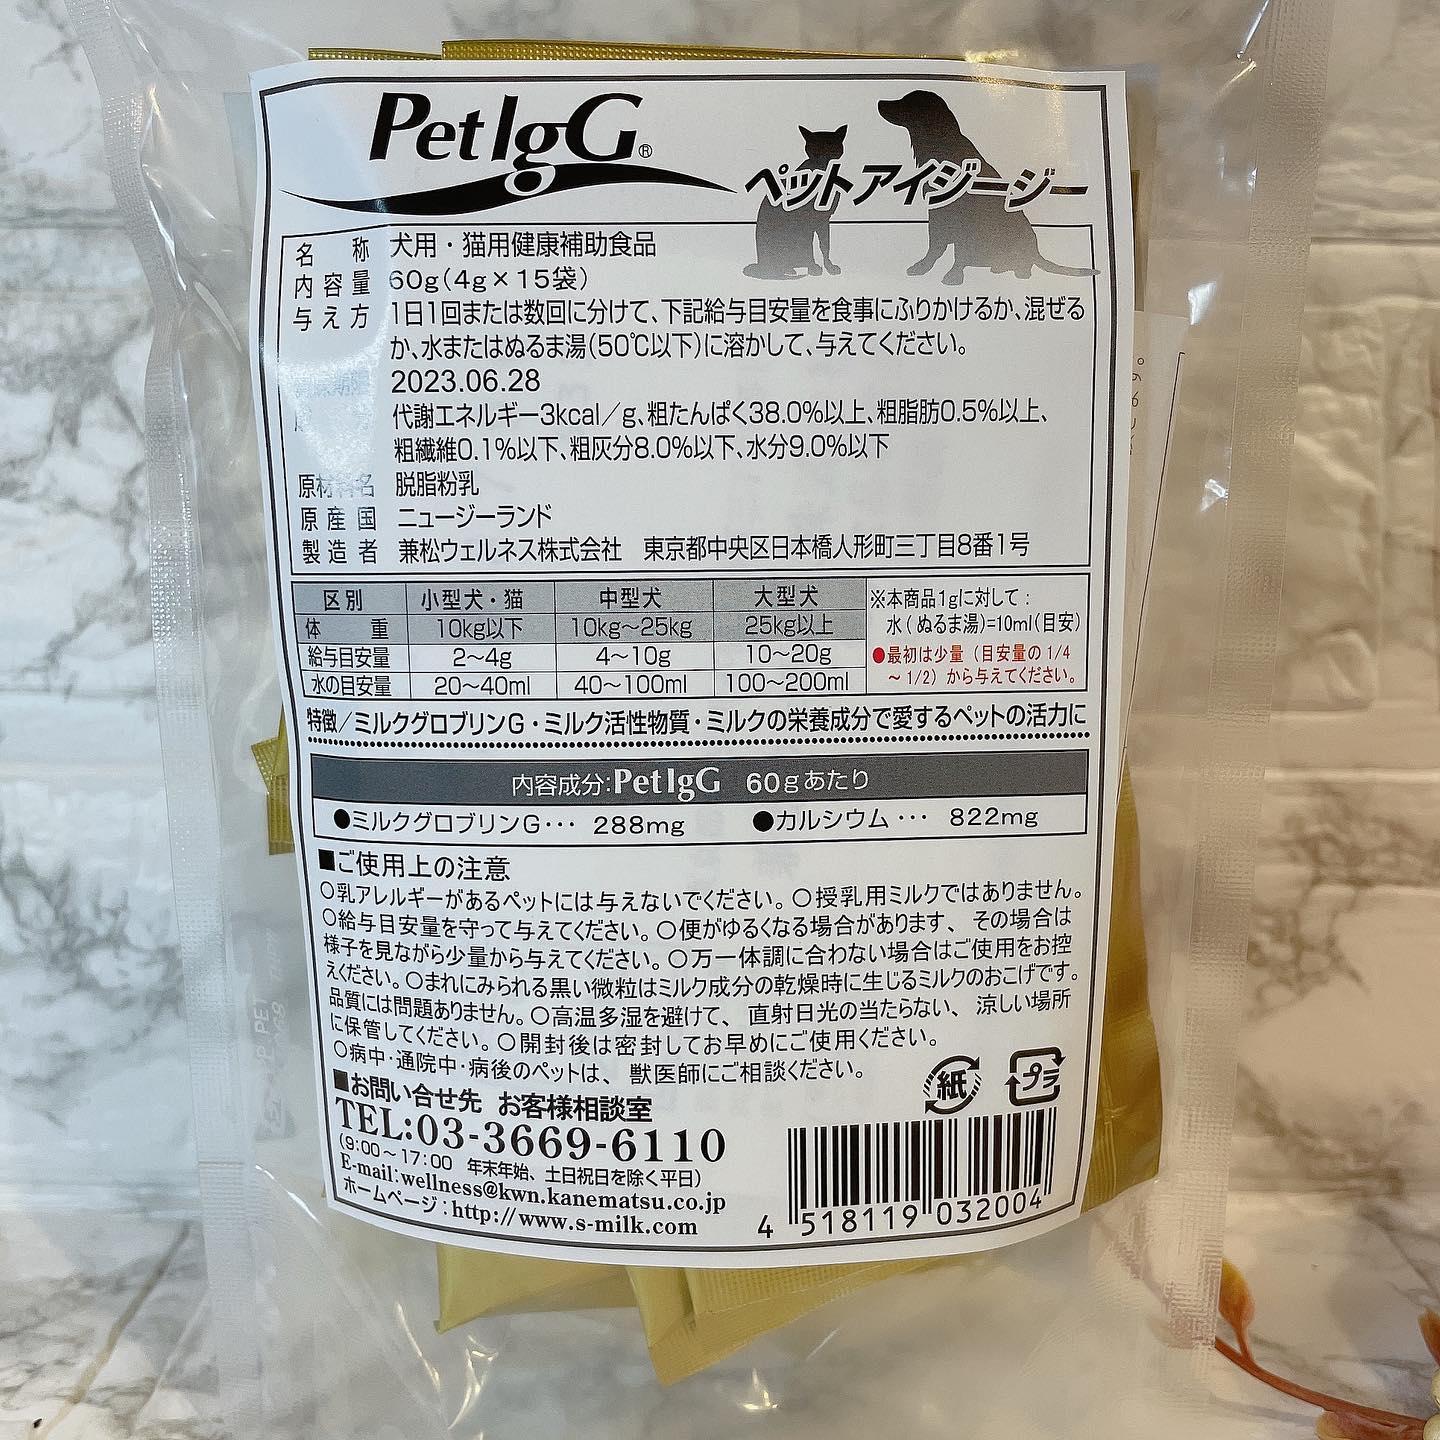 PetIgG®
ペットアイジージー
名称 犬用・猫用健康補助食品
内容量 60g(4g×15袋)
与え方 1日1回または数回に分けて、下記給与目安量を食事にふりかけるか、混ぜる
か、水またはぬるま湯(50℃以下)に溶かして、与えてください。
2023.06.28
代謝エネルギー3kcal/g、粗たんぱく38.0%以上、粗脂肪0.5%以上、
粗繊維0.1%以下、粗灰分8.0%以下、水分9.0%以下
原材料名 脱脂粉乳
原産国 ニュージーランド
製造者 兼松ウェルネス株式会社 東京都中央区日本橋人形町三丁目8番1号
区別 小型犬・猫 中型犬 大型犬
体重 10kg以下 10kg〜25kg 25kg以上
給与目安量 2〜4g 4〜10g 10〜20g
水の目安量 20〜40ml 40〜100ml 100〜200ml
※本商品1gに対して:
水(ぬるま湯)=10ml(目安)
●最初は少量(目安量の1/4
〜1/2)から与えてください。
特徴/ミルクグロブリンG・ミルク活性物質・ミルクの栄養成分で愛するペットの活力に
内容成分:PetIgG 60gあたり
●ミルクグロブリンG・・・ 288mg ●カルシウム・・・ 822mg
■ご使用上の注意
○乳アレルギーがあるペットには与えないでください。○授乳用ミルクではありません。
○給与目安量を守って与えてください。○便がゆるくなる場合があります、その場合は
様子を見ながら少量から与えてください。○万一体調に合わない場合はご使用をお控
えください。○まれにみられる黒い微粒はミルク成分の乾燥時に生じるミルクのおこげです。
品質には問題ありません。○高温多湿を避けて、直射日光の当たらない、涼しい場所
に保管してください。○開封後は密封してお早めにご使用ください。
○病中・通院中・病後のペットは、獣医師にご相談ください。
■お問い合せ先 お客様相談室
TEL:03-3669-6110
(9:00〜17:00 年末年始、土日祝日を除く平日)
E-mail:wellness@kwn.kanematsu.co.jp
ホームページ:http://www.s-milk.com
紙
プラ
4 518119 032004